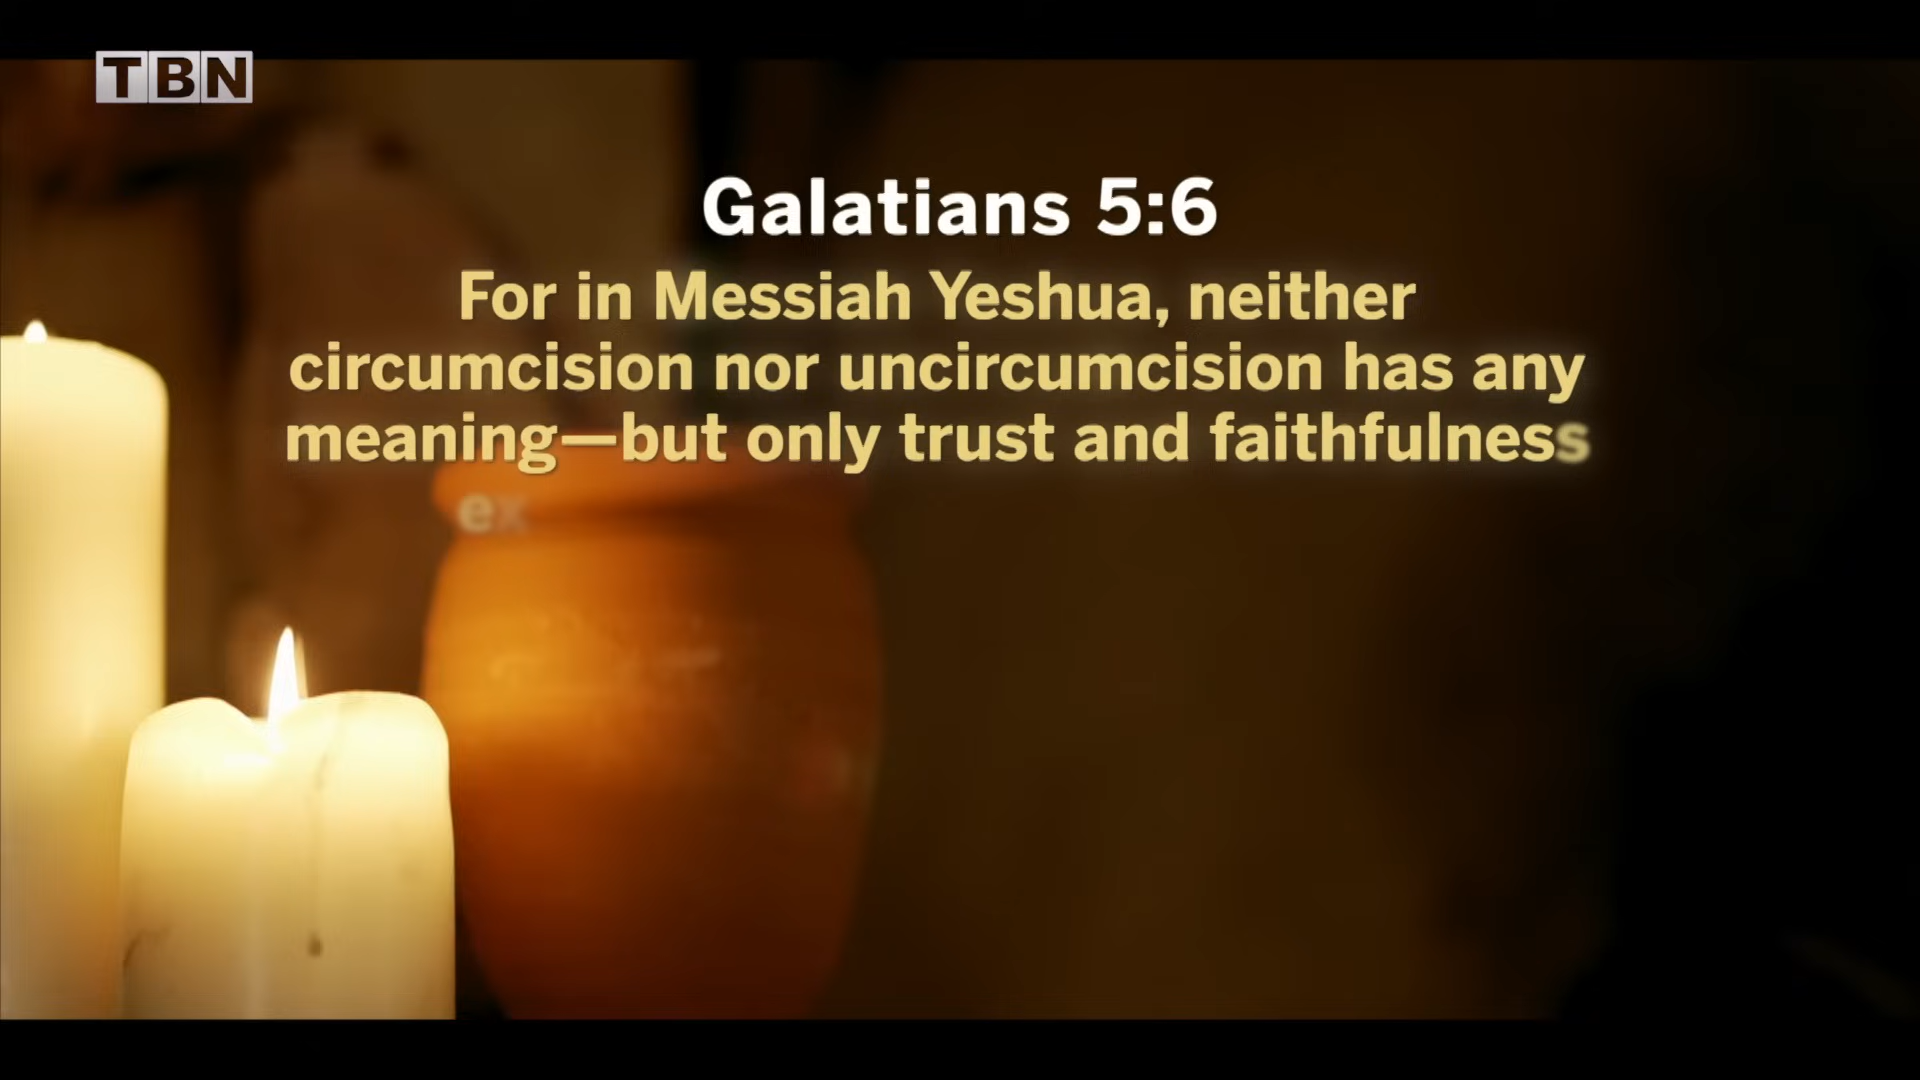 TBN
Galatians 5:6
For in Messiah Yeshua, neither
circumcision nor uncircumcision has any
meaning—but only trust and faithfulness
ex